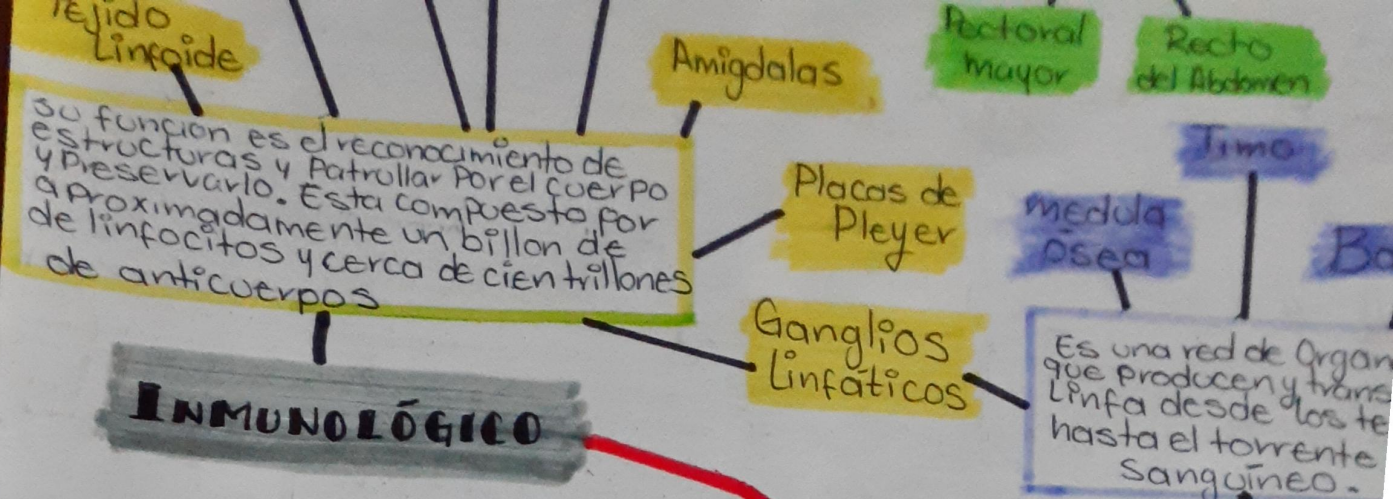 Tejido
Linfoide
Amigdalas
Pectoral
mayor
Recto
del Abdomen
su funcion es el reconocimiento de
estructuras y Patrullar Por el cuerpo
y Preservarlo. Esta compuesto por
aproximadamente un billon de
de linfocitos y cerca de cien trillones
de anticuerpos
Placas de
Pleyer
Timo
medula
osea
Ba
Ganglios
Linfáticos
INMUNOLÓGICO
Es una red de Organ
que producen y trans
Linfa desde los te
hasta el torrente
sanguíneo.